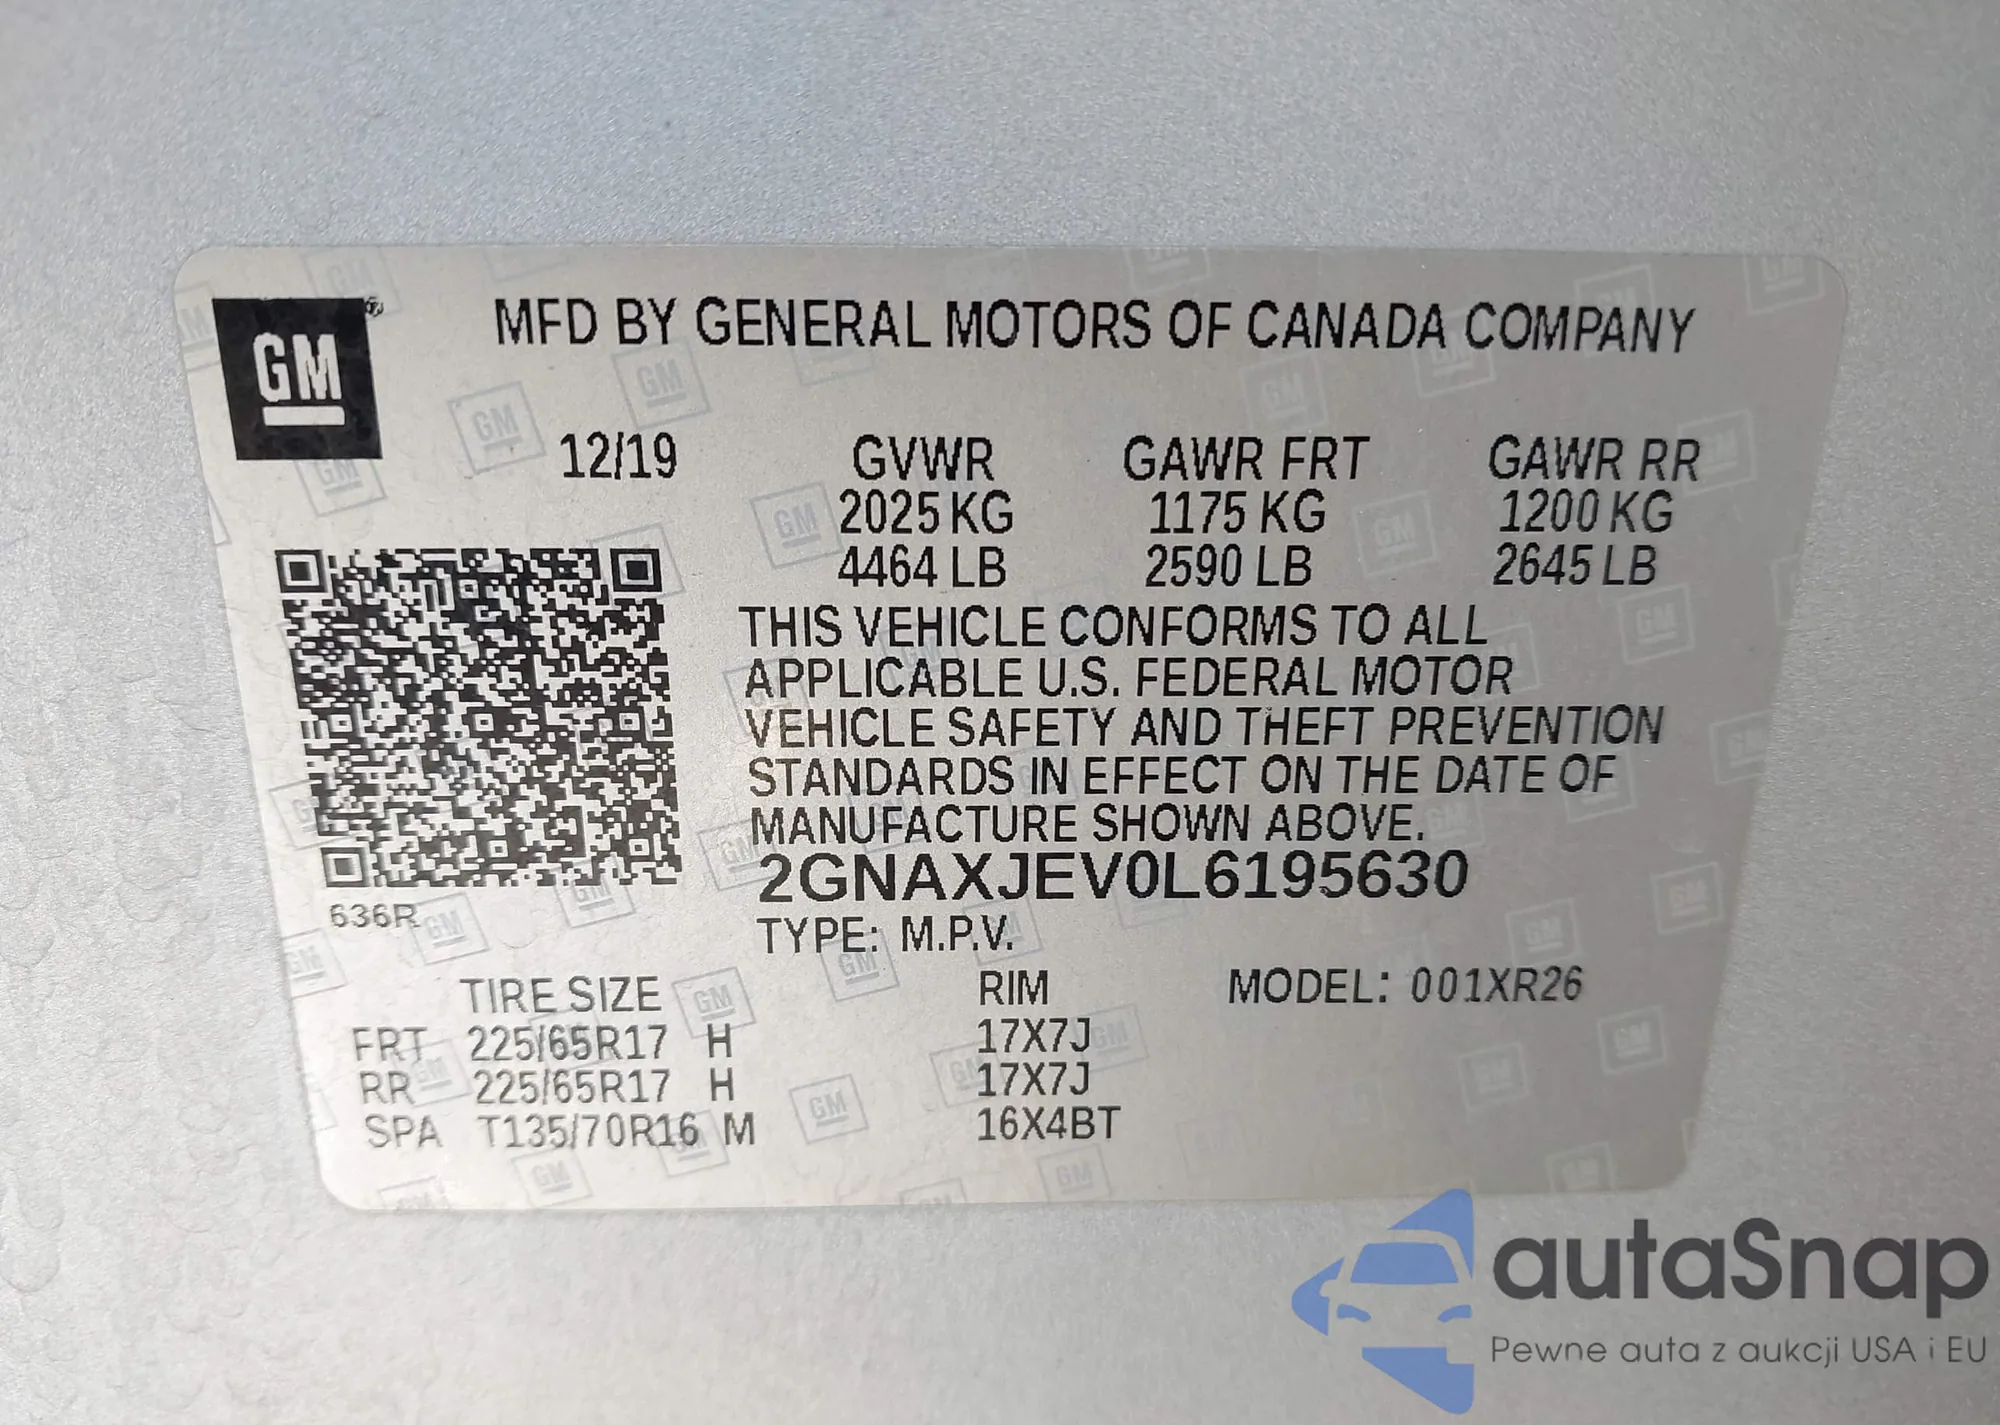 GM
MFD BY GENERAL MOTORS OF CANADA COMPANY
12/19 GVWR GAWR FRT GAWR RR
2025 KG 1175 KG 1200 KG
4464 LB 2590 LB 2645 LB
THIS VEHICLE CONFORMS TO ALL
APPLICABLE U.S. FEDERAL MOTOR
VEHICLE SAFETY AND THEFT PREVENTION
STANDARDS IN EFFECT ON THE DATE OF
MANUFACTURE SHOWN ABOVE.
2GNAXJEV0L6195630
636R
TYPE: M.P.V.
TIRE SIZE RIM MODEL: 001XR26
FRT 225/65R17 H 17X7J
RR 225/65R17 H 17X7J
SPA T135/70R16 M 16X4BT
autaSnap
Pewne auta z aukcji USA i EU